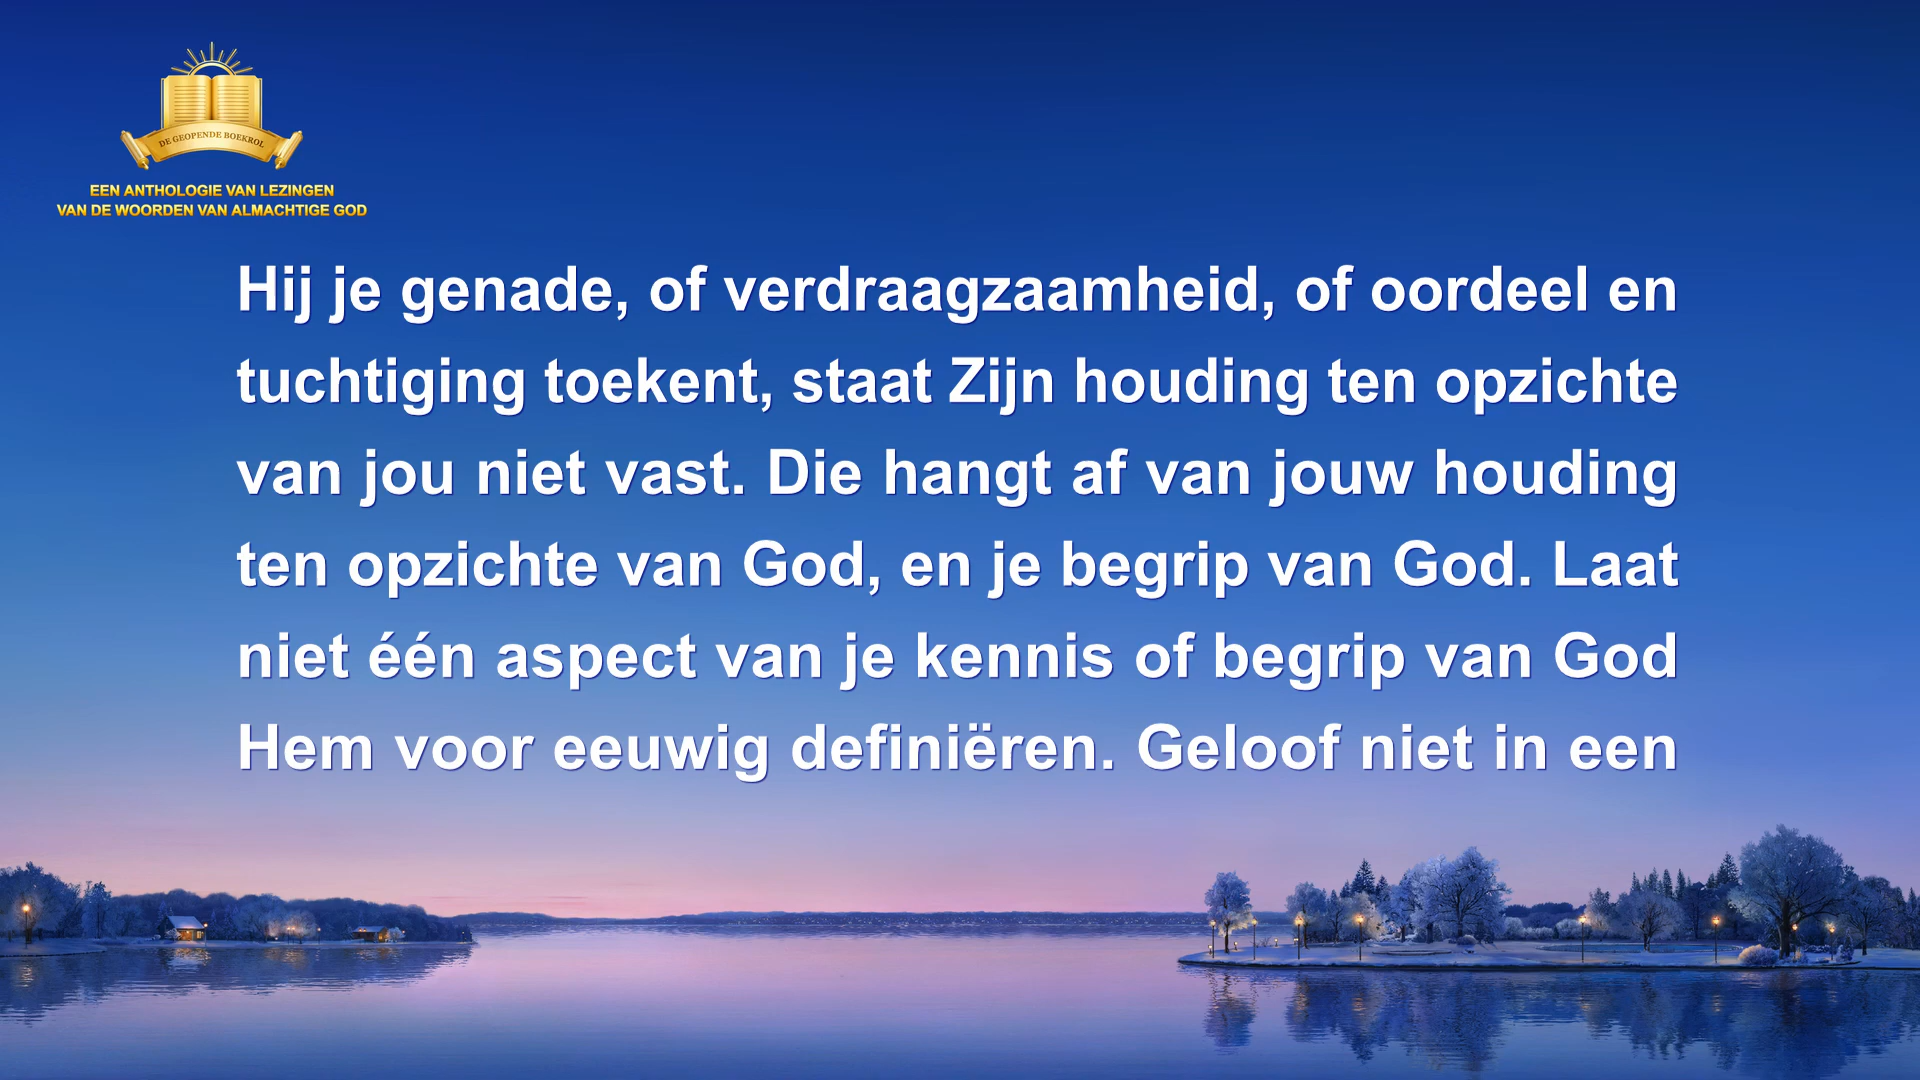 DE GEOPENDE BOEKROL
EEN ANTHOLOGIE VAN LEZINGEN
VAN DE WOORDEN VAN ALMACHTIGE GOD
Hij je genade, of verdraagzaamheid, of oordeel en
tuchtiging toekent, staat Zijn houding ten opzichte
van jou niet vast. Die hangt af van jouw houding
ten opzichte van God, en je begrip van God. Laat
niet één aspect van je kennis of begrip van God
Hem voor eeuwig definiëren. Geloof niet in een